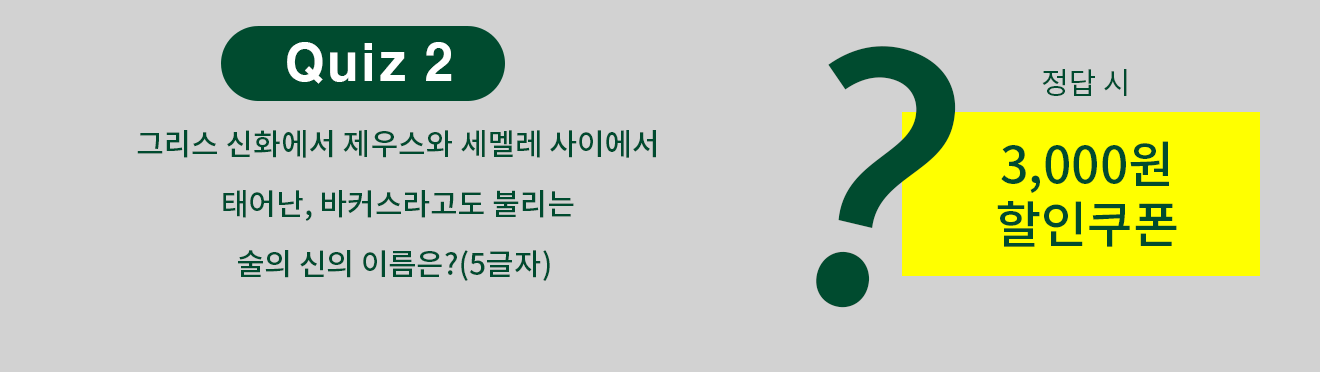 Quiz 2
그리스 신화에서 제우스와 세멜레 사이에서
태어난, 바커스라고도 불리는
술의 신의 이름은?(5글자)
?
정답 시
3,000원
할인쿠폰